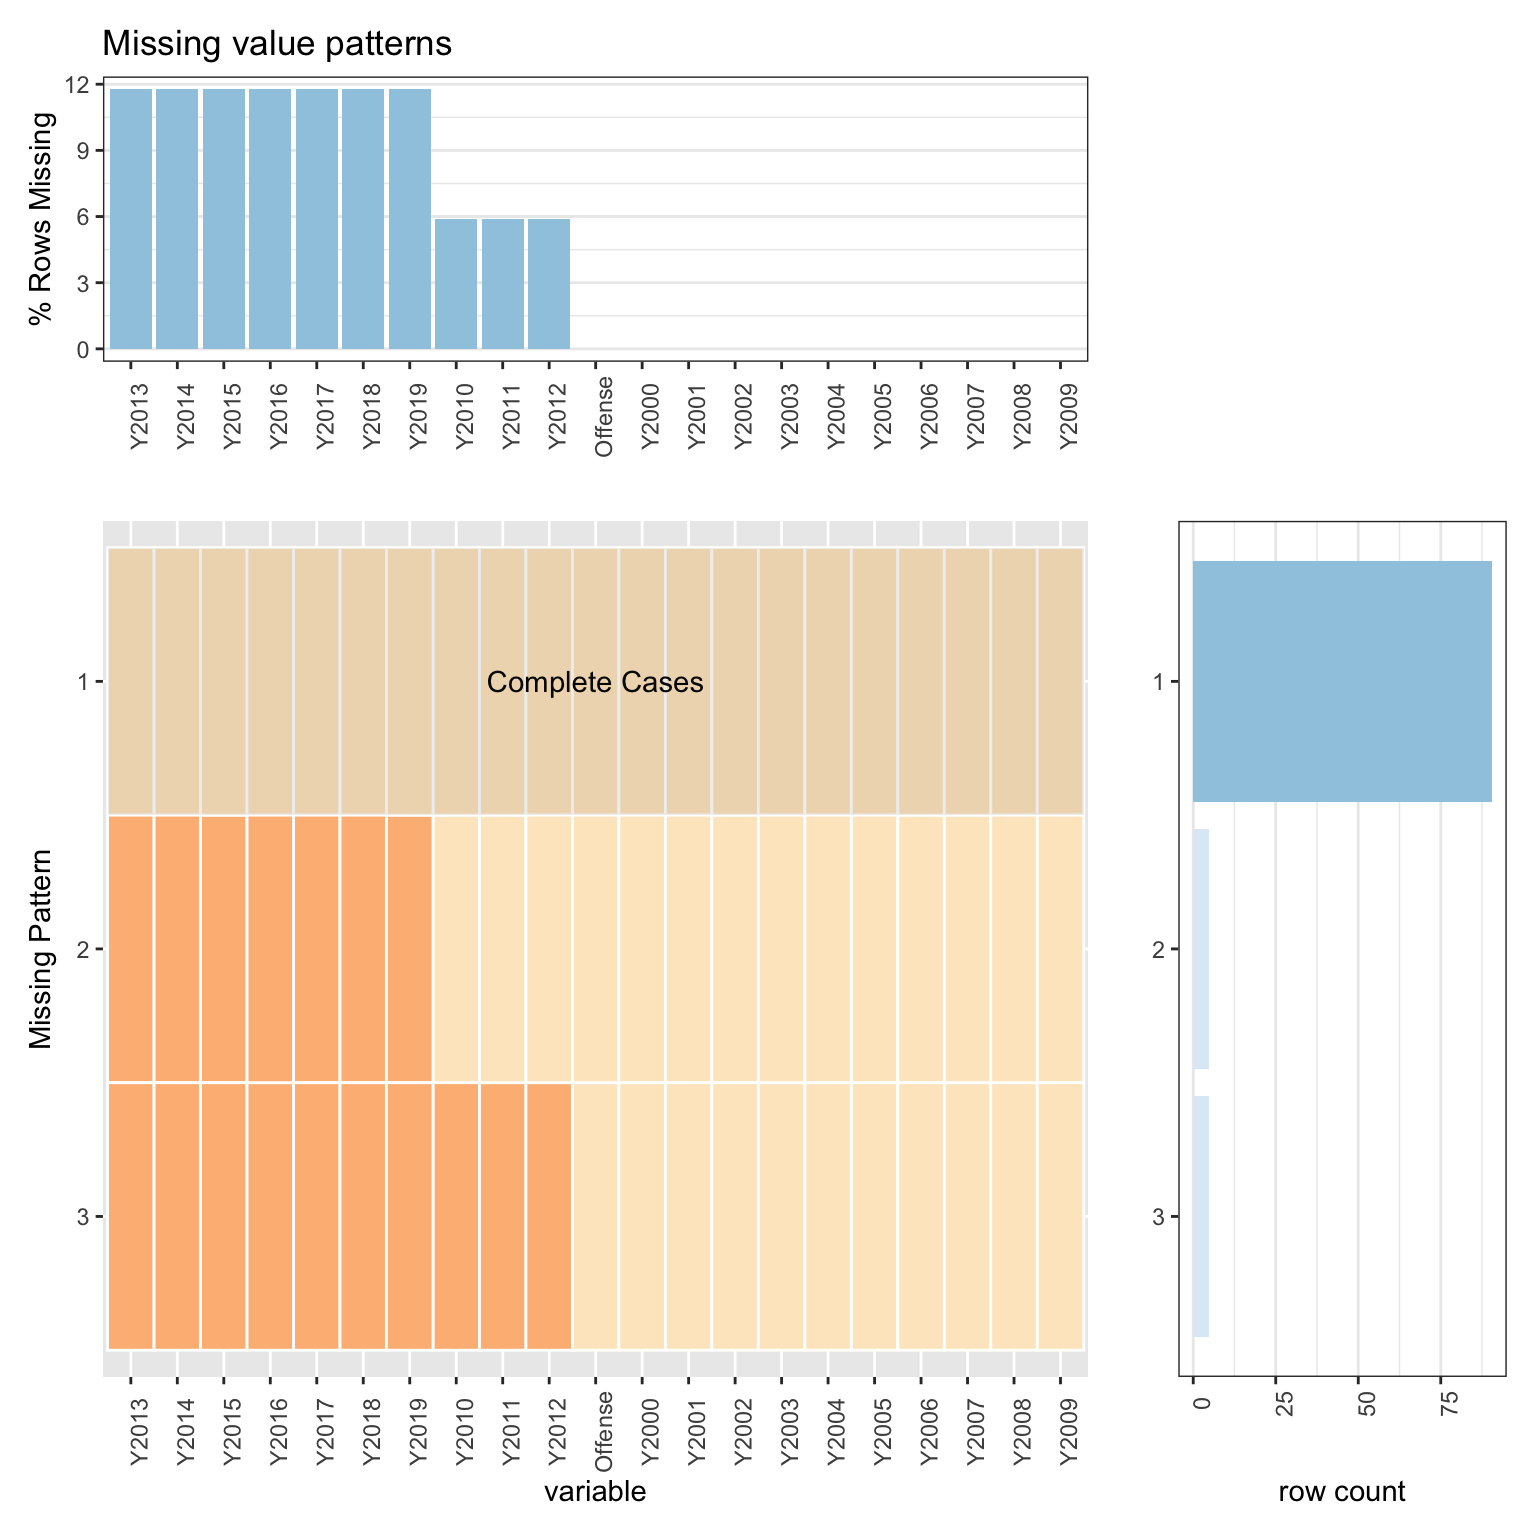 Missing value patterns
% Rows Missing
12
9
6
3
0
Y2013 Y2014 Y2015 Y2016 Y2017 Y2018 Y2019 Y2010 Y2011 Y2012 Offense Y2000 Y2001 Y2002 Y2003 Y2004 Y2005 Y2006 Y2007 Y2008 Y2009
Missing Pattern
Complete Cases
1
2
3
Y2013 Y2014 Y2015 Y2016 Y2017 Y2018 Y2019 Y2010 Y2011 Y2012 Offense Y2000 Y2001 Y2002 Y2003 Y2004 Y2005 Y2006 Y2007 Y2008 Y2009
variable
1
2
3
0 25 50 75
row count